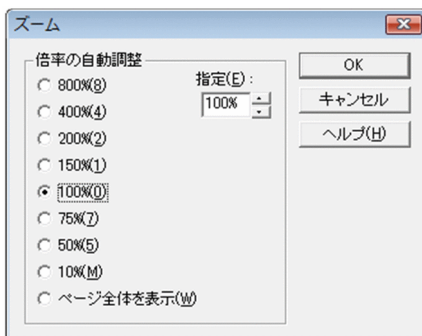 ズーム
倍率の自動調整
800%(8)
400%(4)
200%(2)
150%(1)
100%(0)
75%(7)
50%(5)
10%(M)
ページ全体を表示(W)
指定(E):
100%
OK
キャンセル
ヘルプ(H)